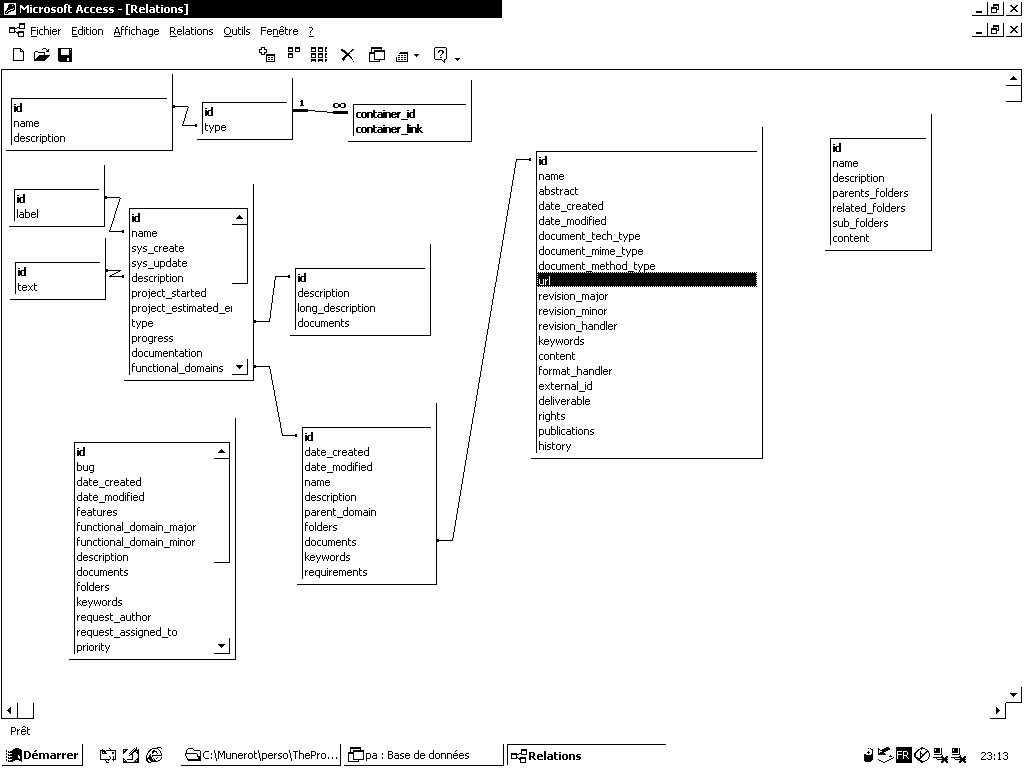 Microsoft Access - [Relations]
Fichier Edition Affichage Relations Outils Fenêtre ?
id
name
description
id
type
1 ∞
container_id
container_link
id
label
id
text
id
name
sys_create
sys_update
description
project_started
project_estimated_er
type
progress
documentation
functional_domains
id
description
long_description
documents
id
name
abstract
date_created
date_modified
document_tech_type
document_mime_type
document_method_type
url
revision_major
revision_minor
revision_handler
keywords
content
format_handler
external_id
deliverable
rights
publications
history
id
name
description
parents_folders
related_folders
sub_folders
content
id
bug
date_created
date_modified
features
functional_domain_major
functional_domain_minor
description
documents
folders
keywords
request_author
request_assigned_to
priority
id
date_created
date_modified
name
description
parent_domain
folders
documents
keywords
requirements
Prêt
Démarrer C:\Munerot\perso\ThePro... pa : Base de données Relations FR 23:13